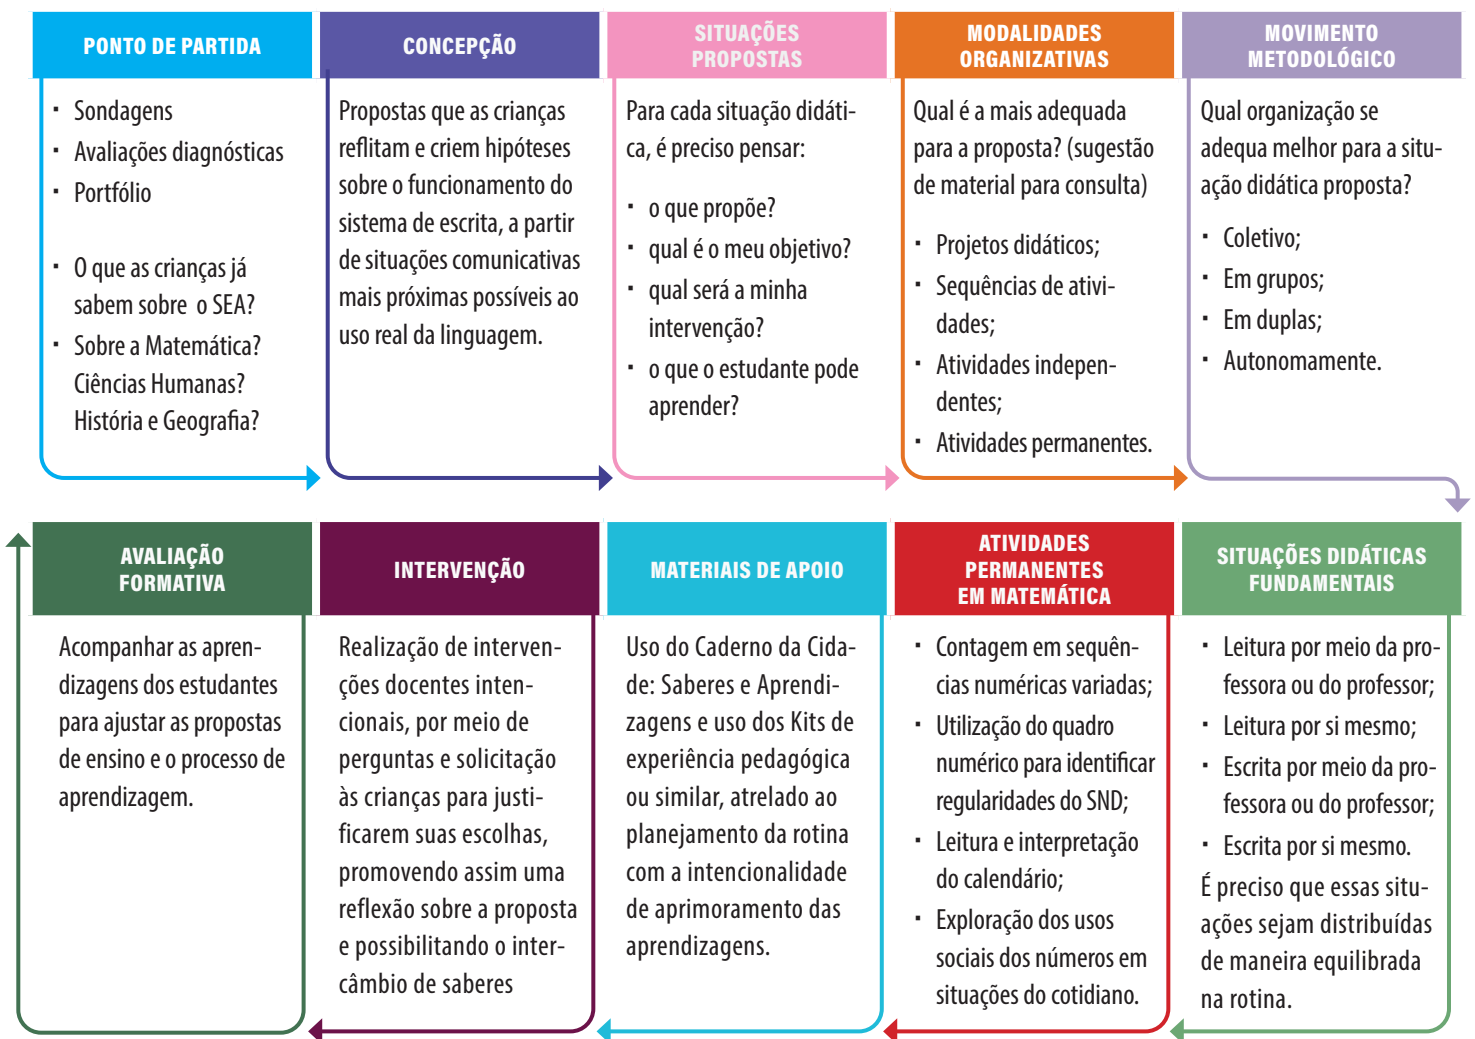 PONTO DE PARTIDA
· Sondagens
· Avaliações diagnósticas
· Portfólio
· O que as crianças já
sabem sobre o SEA?
· Sobre a Matemática?
Ciências Humanas?
História e Geografia?
CONCEPÇÃO
Propostas que as crianças
reflitam e criem hipóteses
sobre o funcionamento do
sistema de escrita, a partir
de situações comunicativas
mais próximas possíveis ao
uso real da linguagem.
SITUAÇÕES
PROPOSTAS
Para cada situação didáti-
ca, é preciso pensar:
· o que propõe?
· qual é o meu objetivo?
· qual será a minha
intervenção?
· o que o estudante pode
aprender?
MODALIDADES
ORGANIZATIVAS
Qual é a mais adequada
para a proposta? (sugestão
de material para consulta)
· Projetos didáticos;
· Sequências de ativi-
dades;
· Atividades indepen-
dentes;
· Atividades permanentes.
MOVIMENTO
METODOLÓGICO
Qual organização se
adequa melhor para a situ-
ação didática proposta?
· Coletivo;
· Em grupos;
· Em duplas;
· Autonomamente.
SITUAÇÕES DIDÁTICAS
FUNDAMENTAIS
· Leitura por meio da pro-
fessora ou do professor;
· Leitura por si mesmo;
· Escrita por meio da pro-
fessora ou do professor;
· Escrita por si mesmo.
É preciso que essas situ-
ações sejam distribuídas
de maneira equilibrada
na rotina.
ATIVIDADES
PERMANENTES
EM MATEMÁTICA
· Contagem em sequên-
cias numéricas variadas;
· Utilização do quadro
numérico para identificar
regularidades do SND;
· Leitura e interpretação
do calendário;
· Exploração dos usos
sociais dos números em
situações do cotidiano.
MATERIAIS DE APOIO
Uso do Caderno da Cida-
de: Saberes e Aprendi-
zagens e uso dos Kits de
experiência pedagógica
ou similar, atrelado ao
planejamento da rotina
com a intencionalidade
de aprimoramento das
aprendizagens.
INTERVENÇÃO
Realização de interven-
ções docentes inten-
cionais, por meio de
perguntas e solicitação
às crianças para justi-
ficarem suas escolhas,
promovendo assim uma
reflexão sobre a proposta
e possibilitando o inter-
câmbio de saberes
AVALIAÇÃO
FORMATIVA
Acompanhar as apren-
dizagens dos estudantes
para ajustar as propostas
de ensino e o processo de
aprendizagem.